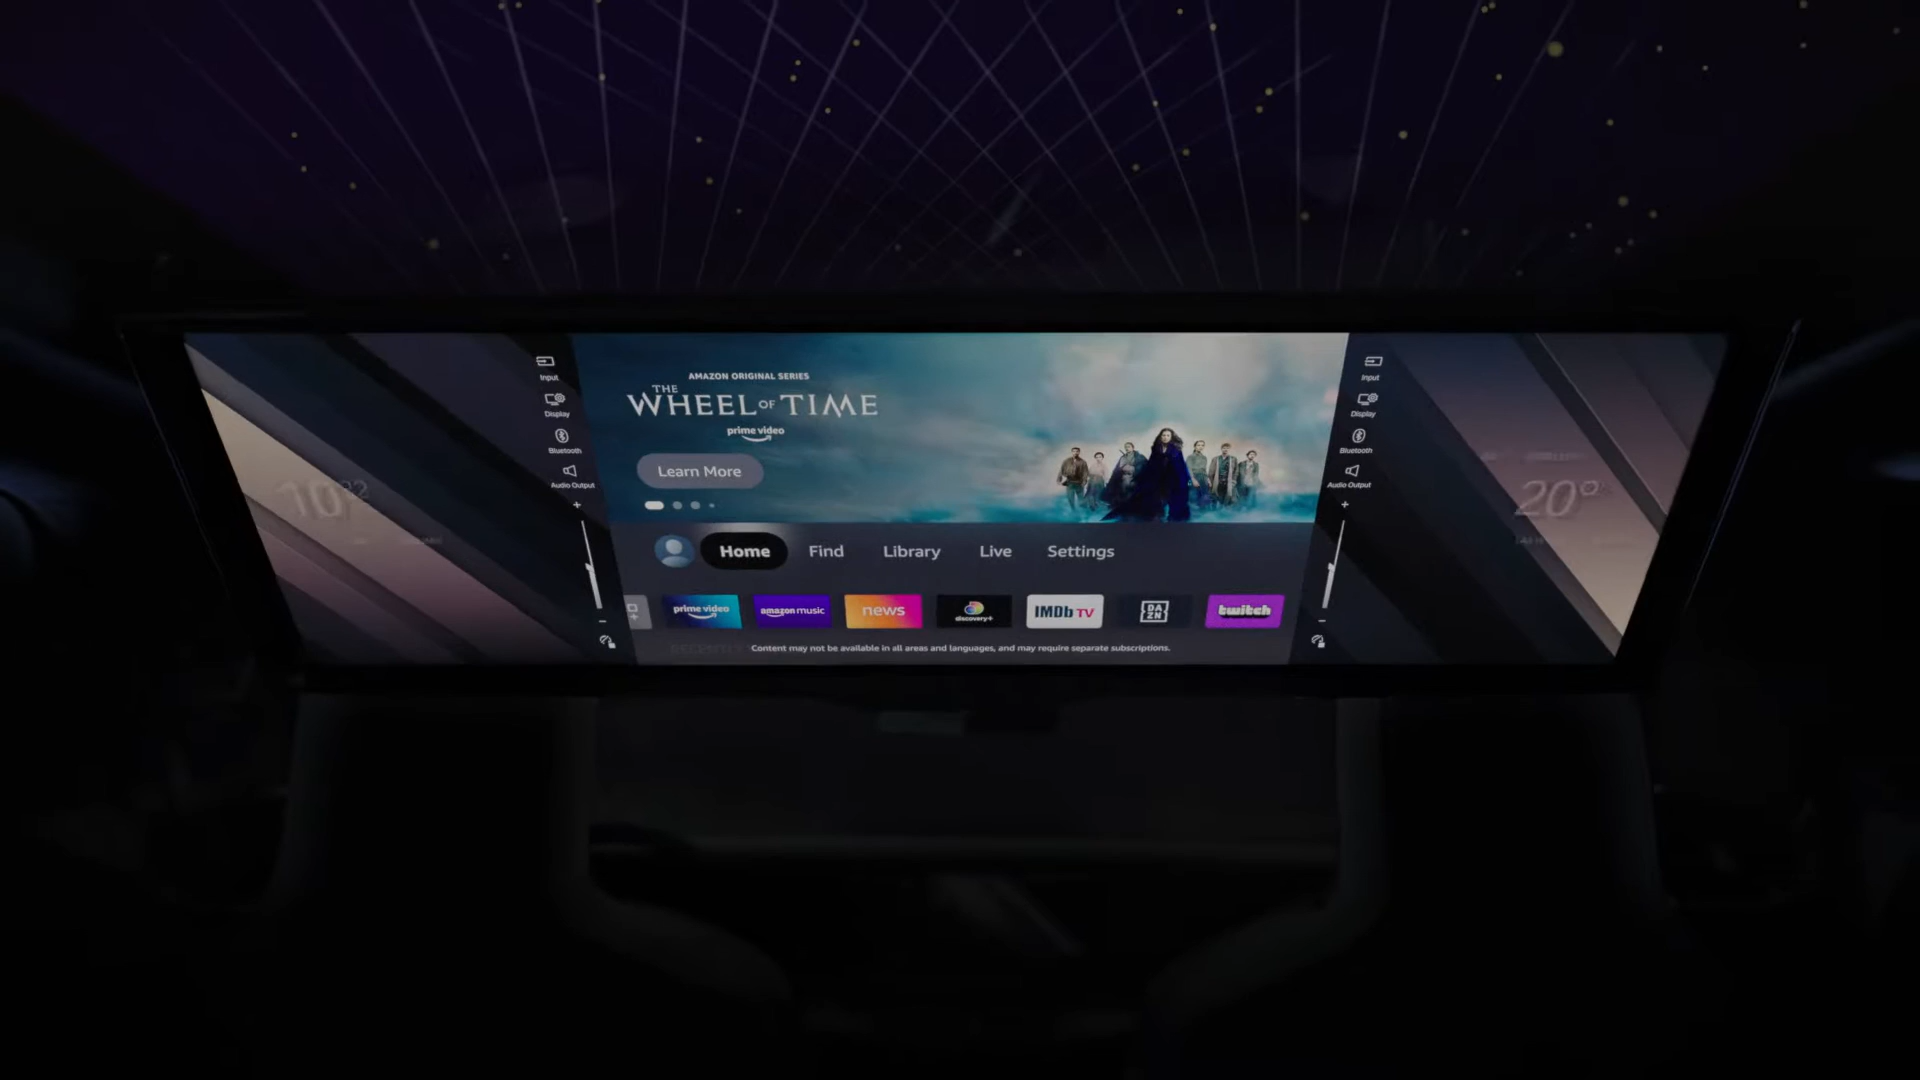 Input
Display
Bluetooth
Audio Output
+
-
AMAZON ORIGINAL SERIES
THE
WHEEL OF TIME
prime video
Learn More
Home
Find
Library
Live
Settings
prime video
amazon music
news
discovery+
IMDb TV
DA
ZN
twitch
Content may not be available in all areas and languages, and may require separate subscriptions.
Input
Display
Bluetooth
Audio Output
+
-
20°